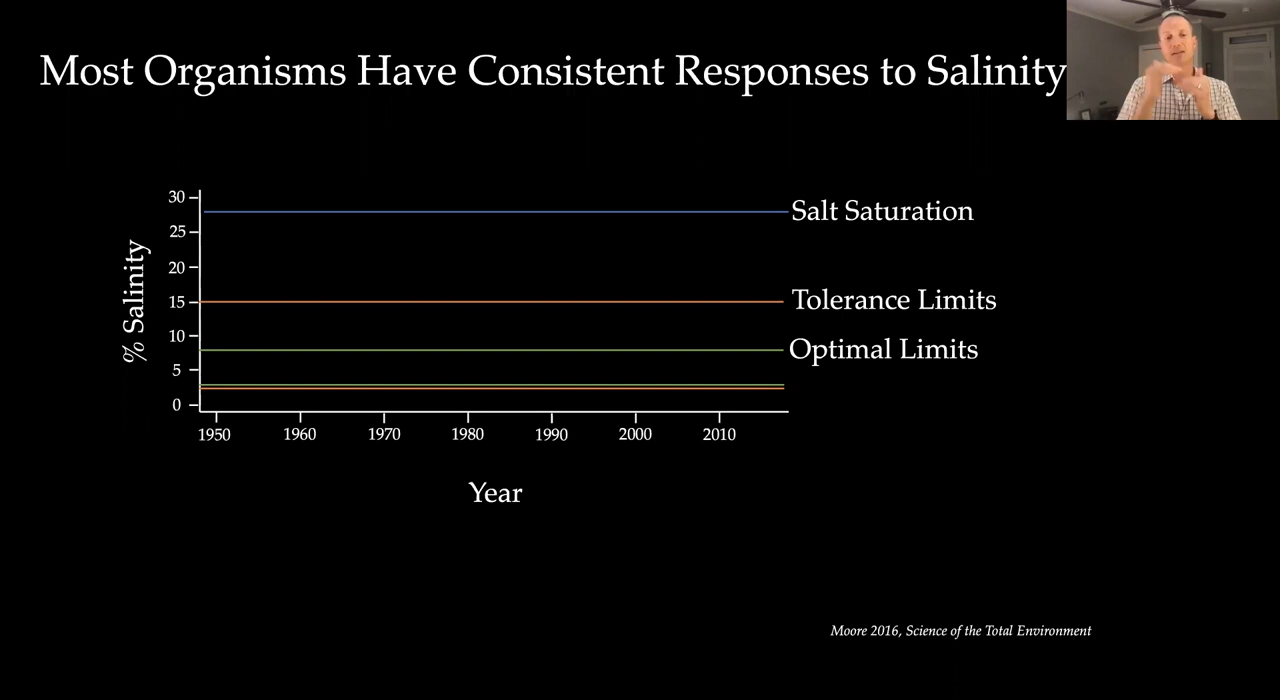 Most Organisms Have Consistent Responses to Salinity
30
Salt Saturation
25
20
% Salinity
15
Tolerance Limits
10
Optimal Limits
5
0
1950 1960 1970 1980 1990 2000 2010
Year
Moore 2016, Science of the Total Environment